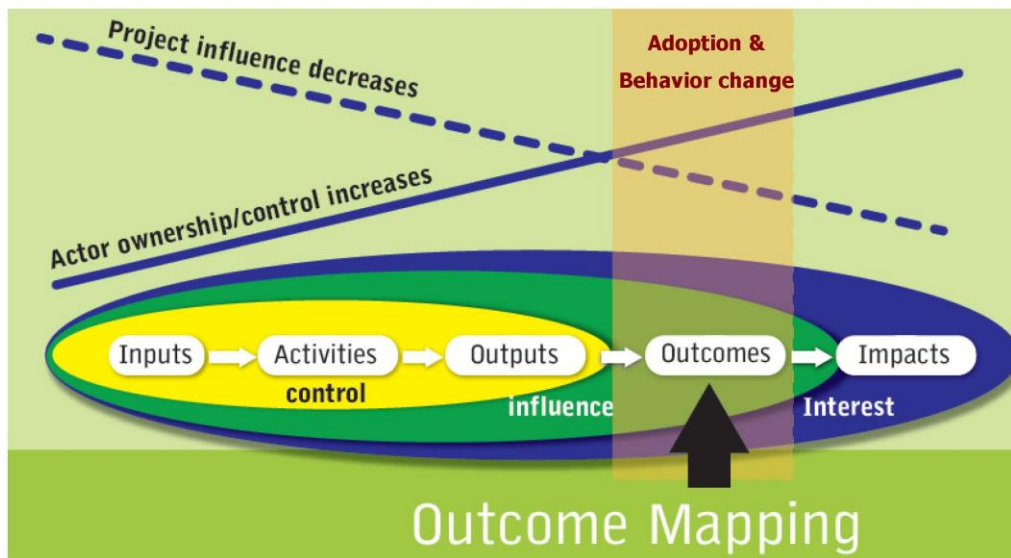 Project influence decreases
Adoption &
Behavior change
Actor ownership/control increases
Inputs
Activities
Outputs
Outcomes
Impacts
control
influence
Interest
Outcome Mapping